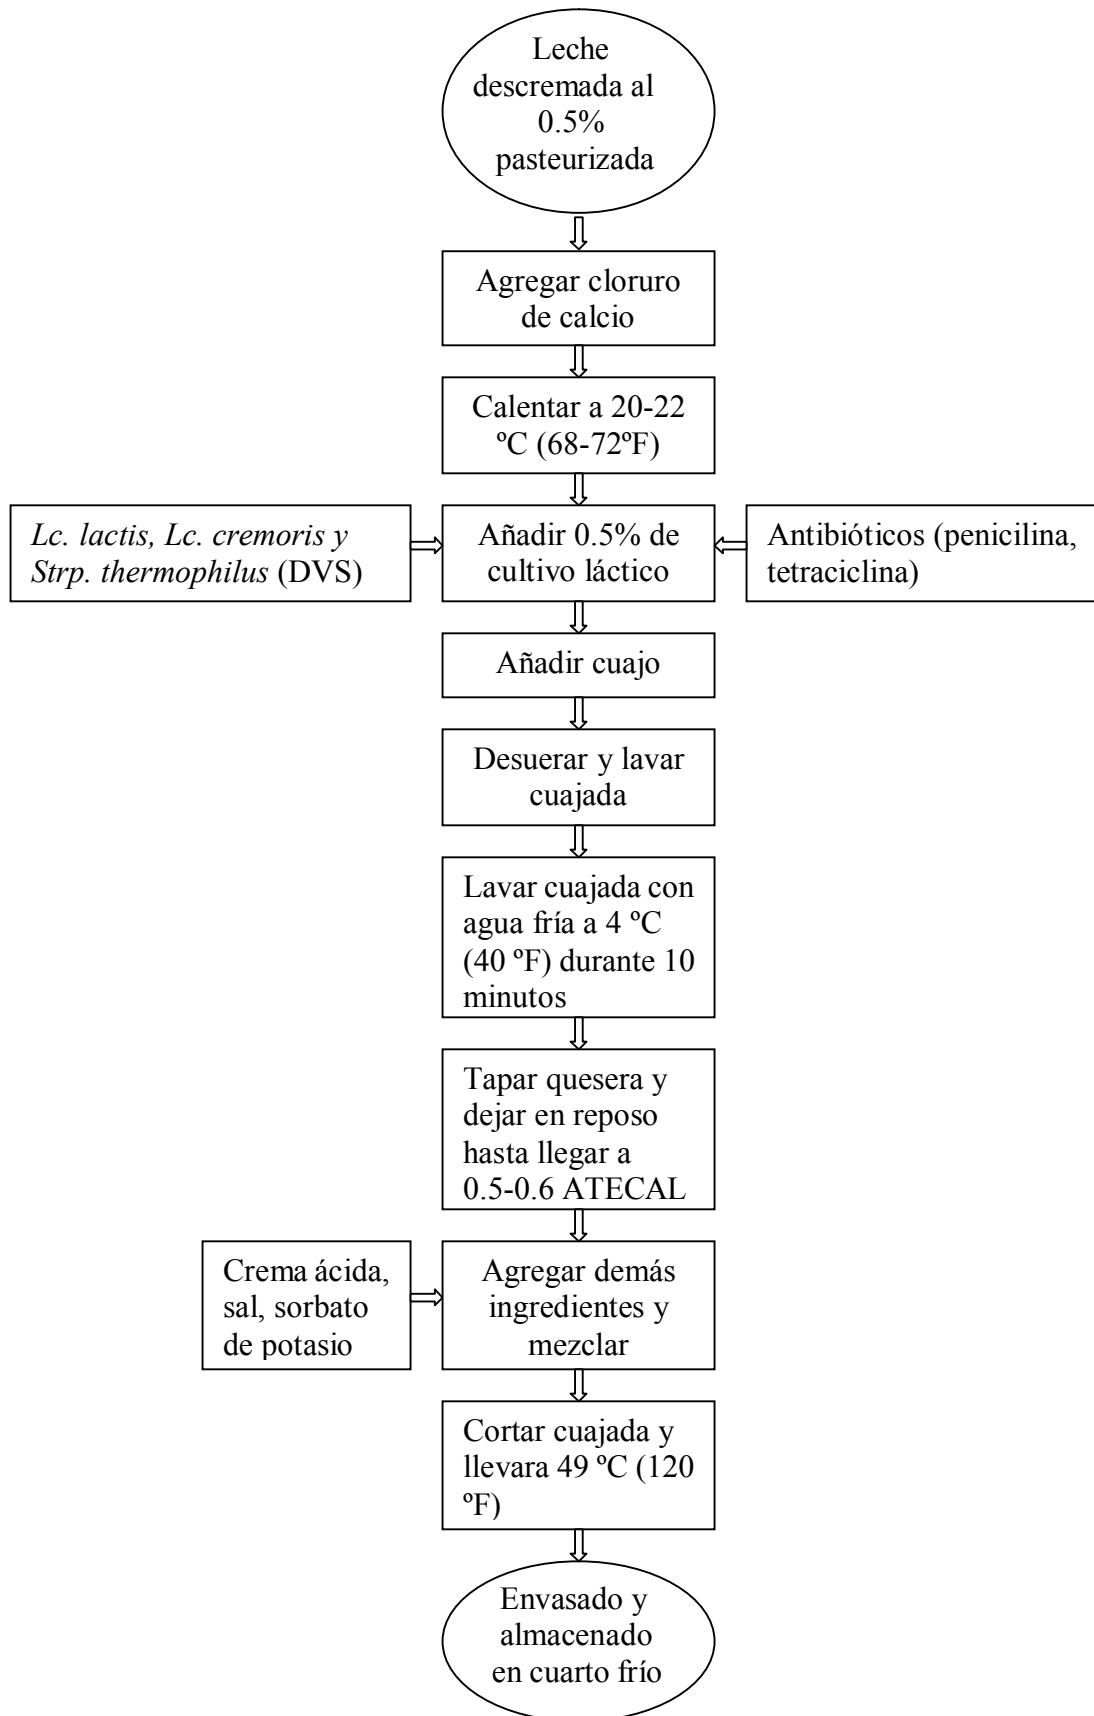 Leche
descremada al
0.5%
pasteurizada
Agregar cloruro
de calcio
Calentar a 20-22
ºC (68-72ºF)
Lc. lactis, Lc. cremoris y
Strp. thermophilus (DVS)
Añadir 0.5% de
cultivo láctico
Antibióticos (penicilina,
tetraciclina)
Añadir cuajo
Desuerar y lavar
cuajada
Lavar cuajada con
agua fría a 4 ºC
(40 ºF) durante 10
minutos
Tapar quesera y
dejar en reposo
hasta llegar a
0.5-0.6 ATECAL
Crema ácida,
sal, sorbato
de potasio
Agregar demás
ingredientes y
mezclar
Cortar cuajada y
llevara 49 ºC (120
ºF)
Envasado y
almacenado
en cuarto frío